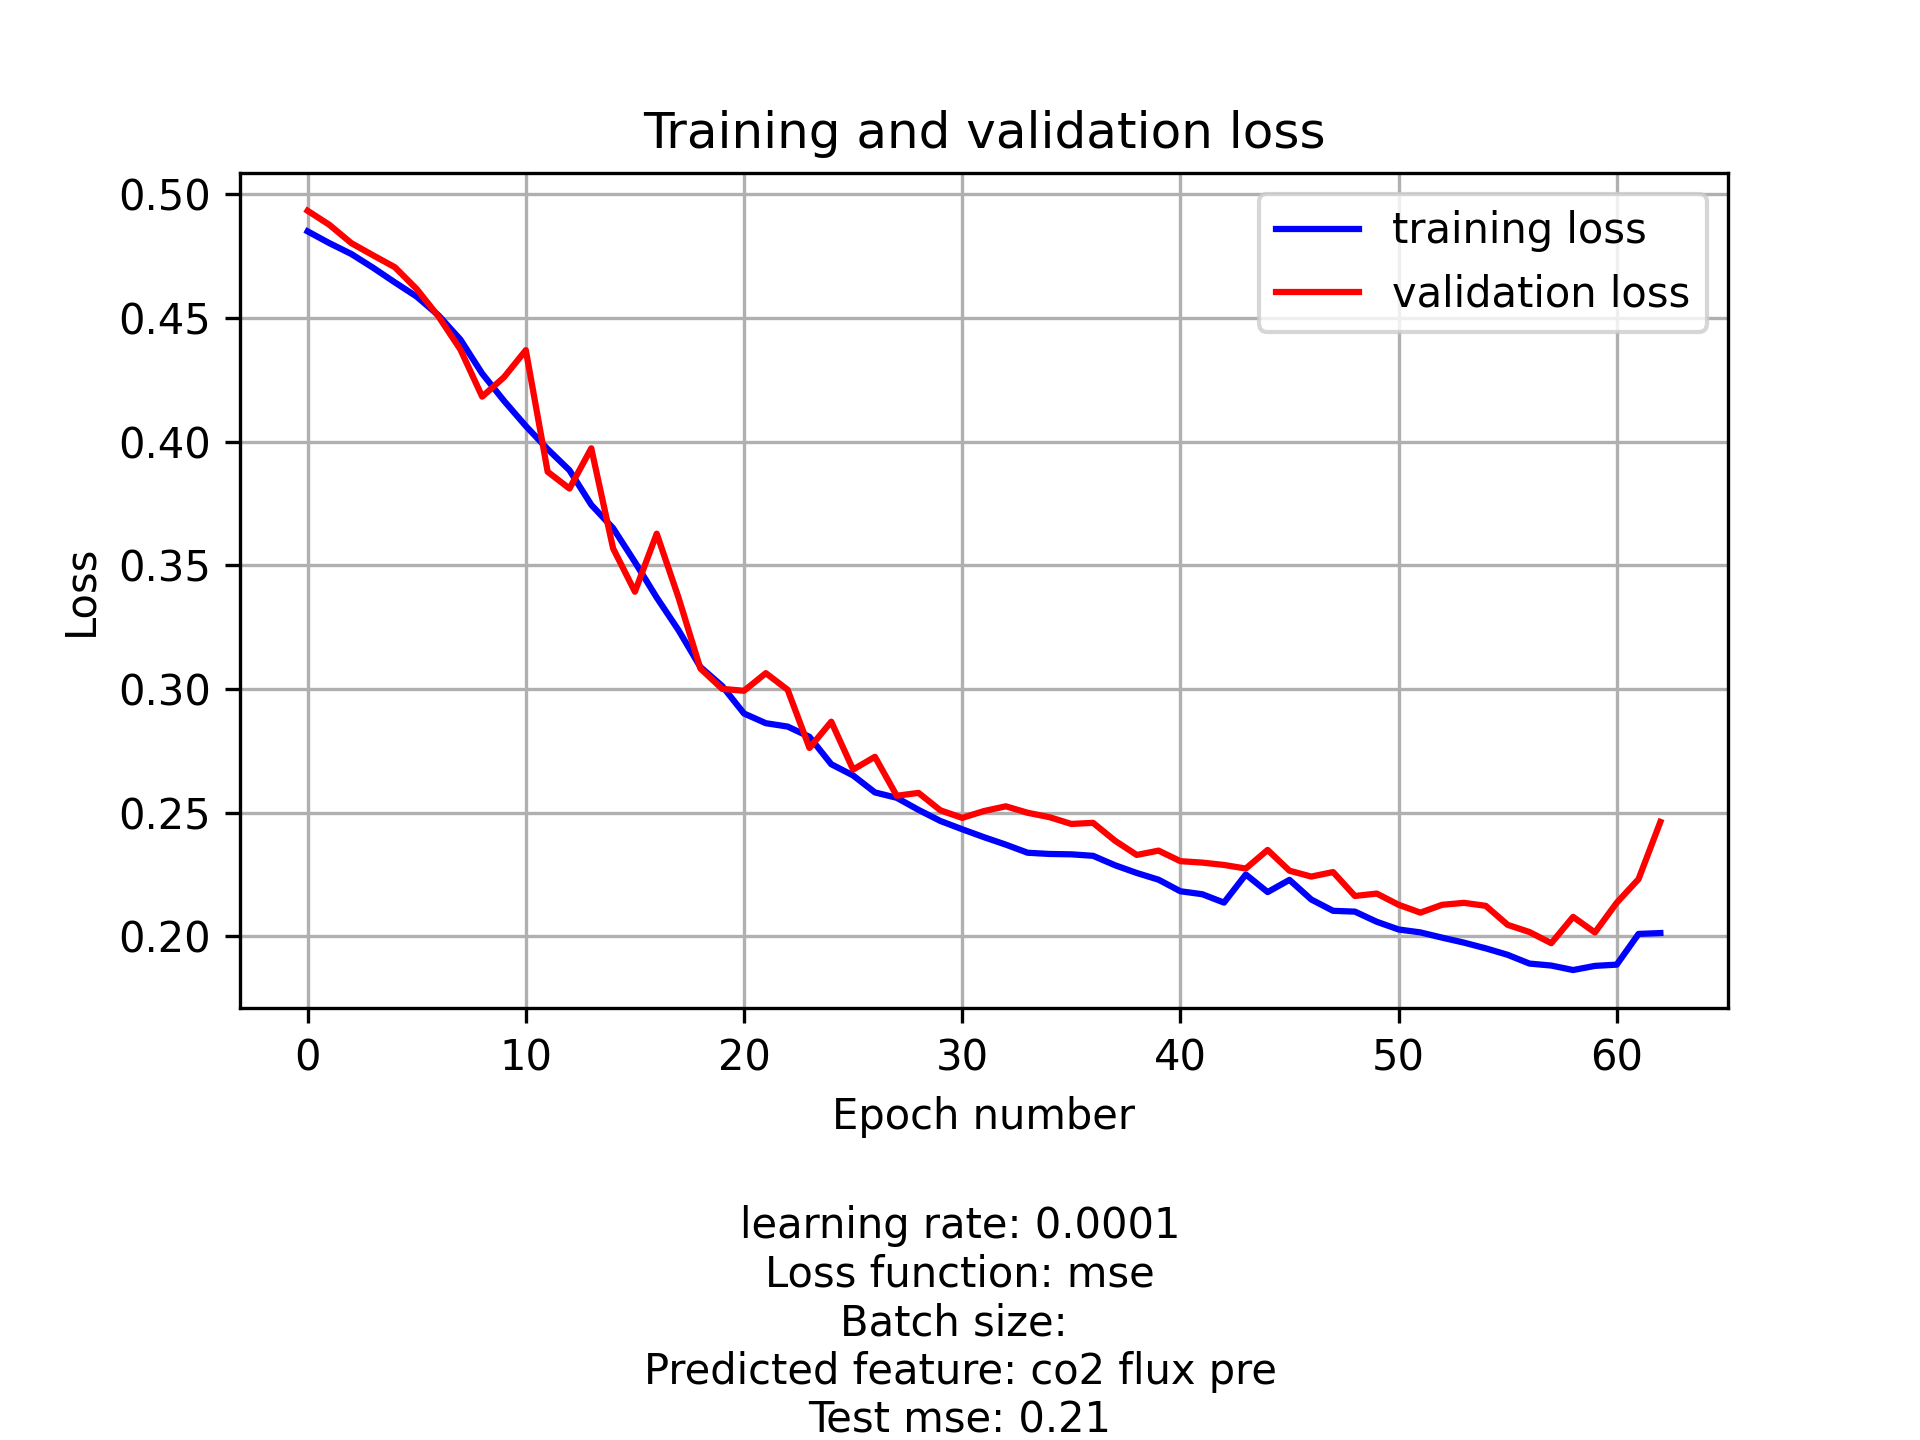 Training and validation loss
training loss
validation loss
0.50
0.45
0.40
0.35
0.30
0.25
0.20
Loss
0 10 20 30 40 50 60
Epoch number
learning rate: 0.0001
Loss function: mse
Batch size:
Predicted feature: co2 flux pre
Test mse: 0.21